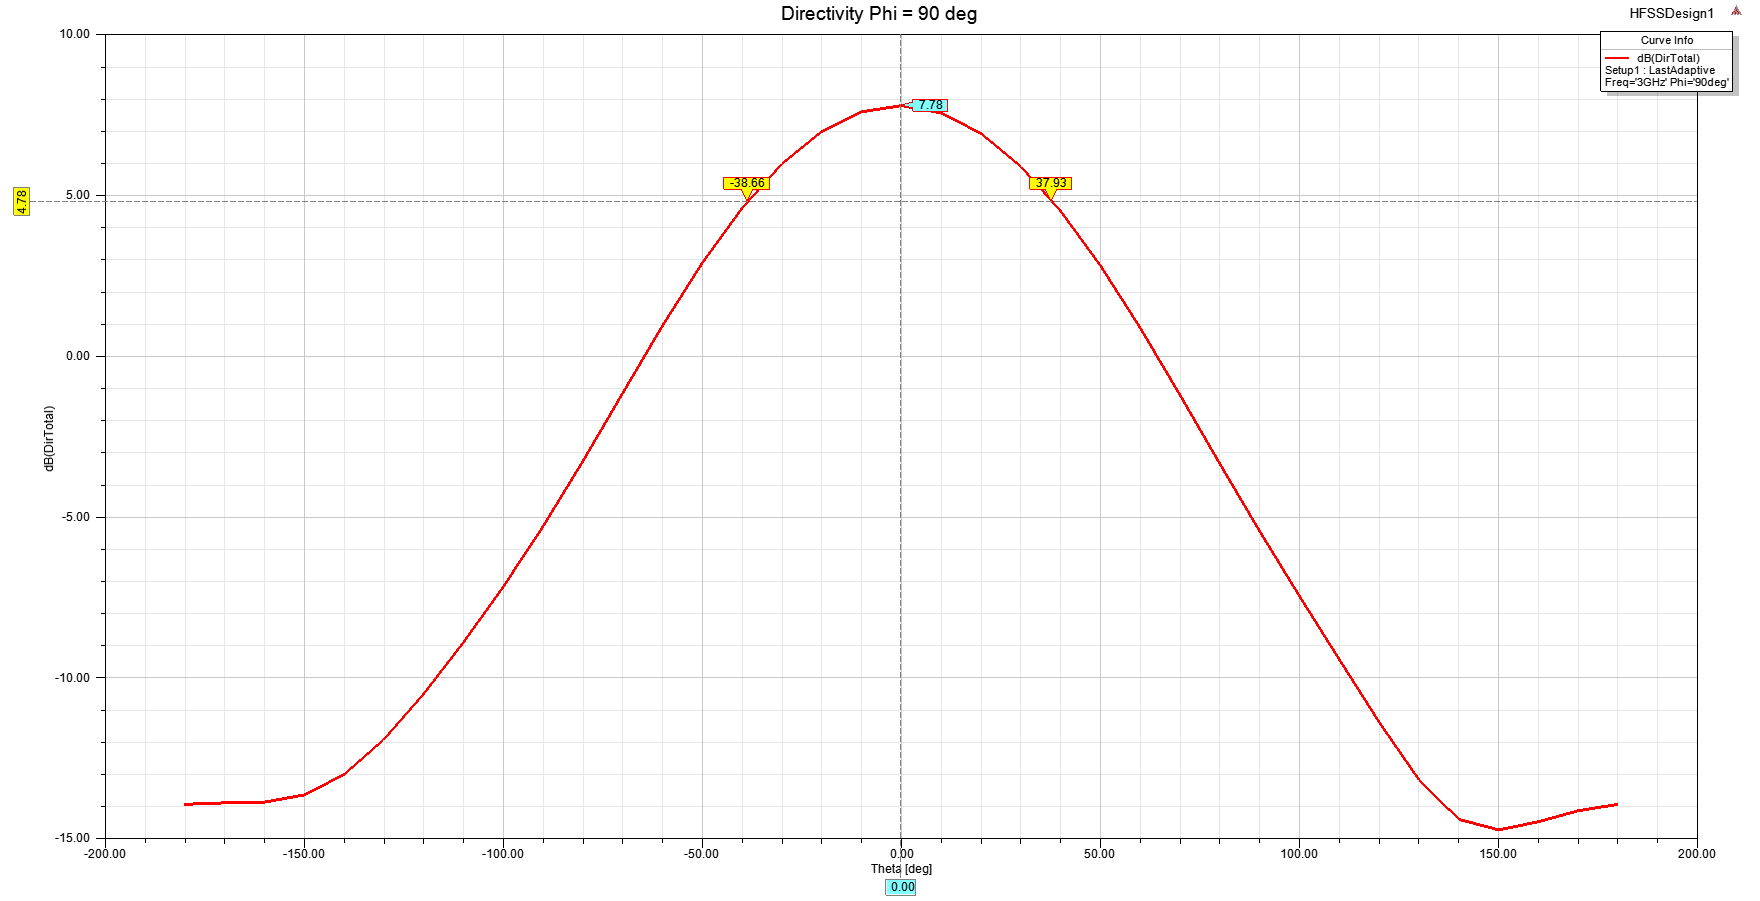 Directivity Phi = 90 deg
HFSSDesign1
Curve Info
dB(DirTotal)
Setup1 : LastAdaptive
Freq='3GHz' Phi='90deg'
10.00
7.78
-38.66
37.93
5.00
4.78
0.00
dB(DirTotal)
-5.00
-10.00
-15.00
-200.00
-150.00
-100.00
-50.00
0.00
50.00
100.00
150.00
200.00
Theta [deg]
0.00